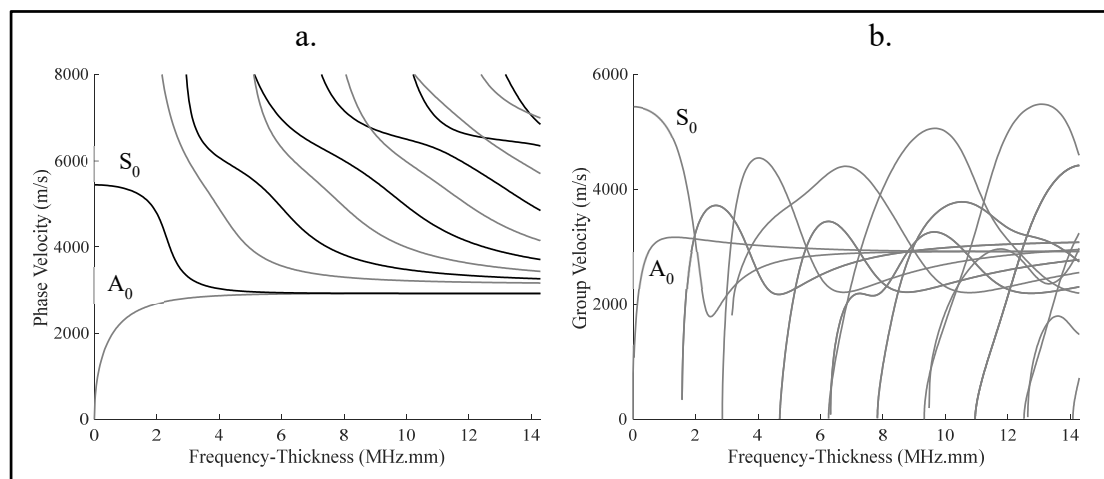 a.
8000
6000
4000
2000
0
Phase Velocity (m/s)
S0
A0
0 2 4 6 8 10 12 14
Frequency-Thickness (MHz.mm)
b.
6000
4000
2000
0
Group Velocity (m/s)
S0
A0
0 2 4 6 8 10 12 14
Frequency-Thickness (MHz.mm)